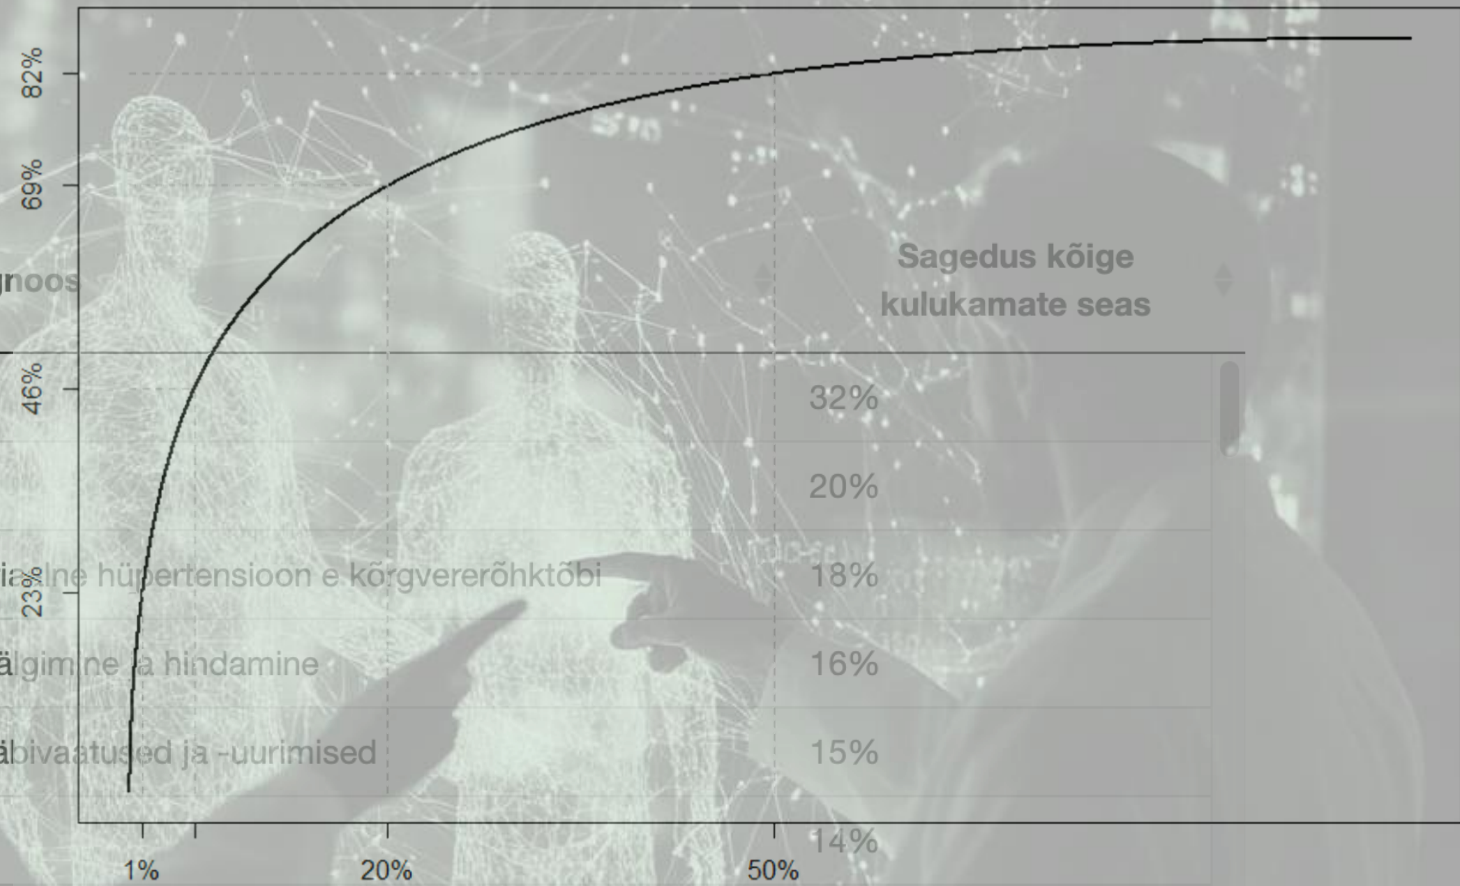 82%
69%
46%
23%
gnoos
Sagedus kõige
kulukamate seas
32%
20%
ialne hüpertensioon e kõrgvererõhktõbi
18%
älgimine ja hindamine
16%
äbivaatused ja -uurimised
15%
14%
1%
20%
50%